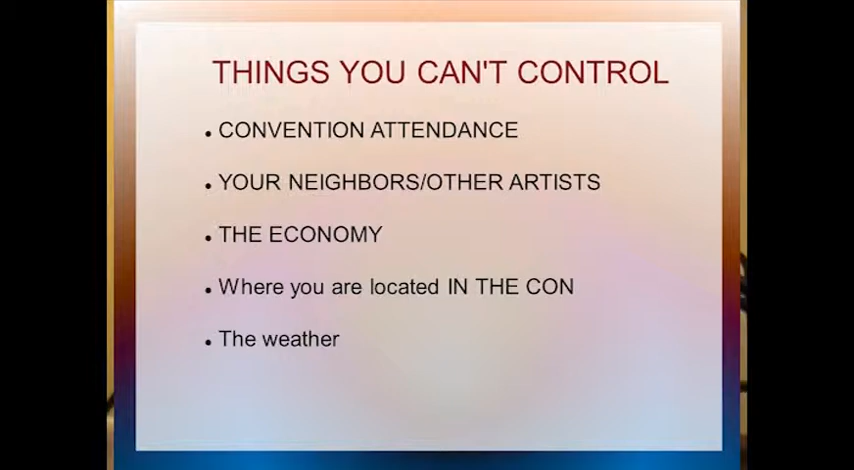 THINGS YOU CAN'T CONTROL
• CONVENTION ATTENDANCE
• YOUR NEIGHBORS/OTHER ARTISTS
• THE ECONOMY
• Where you are located IN THE CON
• The weather